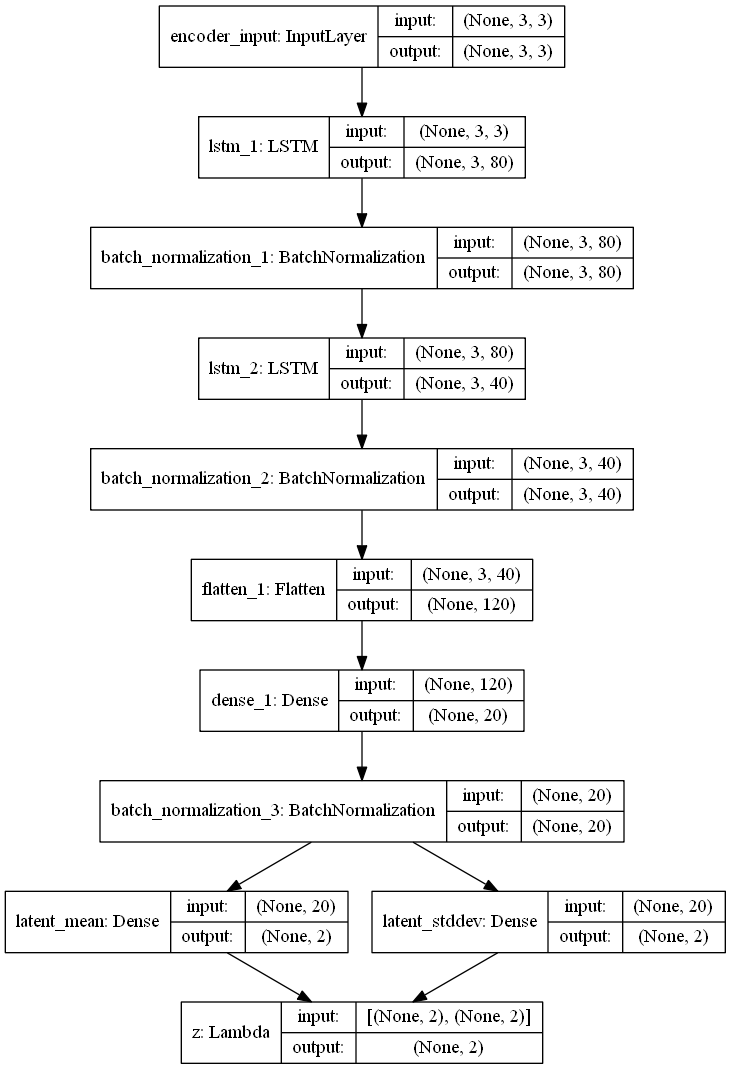 encoder_input: InputLayer
input: (None, 3, 3)
output: (None, 3, 3)
lstm_1: LSTM
input: (None, 3, 3)
output: (None, 3, 80)
batch_normalization_1: BatchNormalization
input: (None, 3, 80)
output: (None, 3, 80)
lstm_2: LSTM
input: (None, 3, 80)
output: (None, 3, 40)
batch_normalization_2: BatchNormalization
input: (None, 3, 40)
output: (None, 3, 40)
flatten_1: Flatten
input: (None, 3, 40)
output: (None, 120)
dense_1: Dense
input: (None, 120)
output: (None, 20)
batch_normalization_3: BatchNormalization
input: (None, 20)
output: (None, 20)
latent_mean: Dense
input: (None, 20)
output: (None, 2)
latent_stddev: Dense
input: (None, 20)
output: (None, 2)
z: Lambda
input: [(None, 2), (None, 2)]
output: (None, 2)